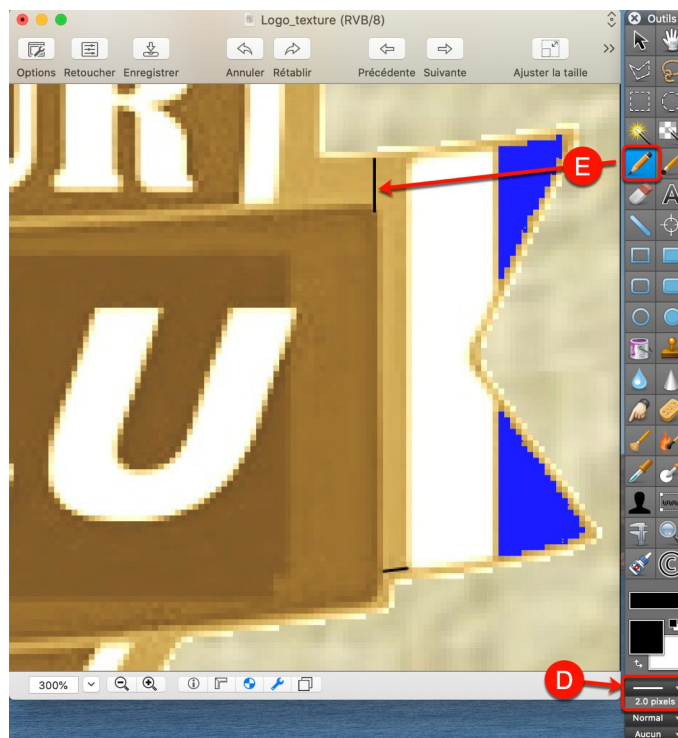 Logo_texture (RVB/8)
Outils
Options Retoucher Enregistrer Annuler Rétablir Précédente Suivante Ajuster la taille
UR
E
U
D
300%
2.0 pixels
Normal
Aucun